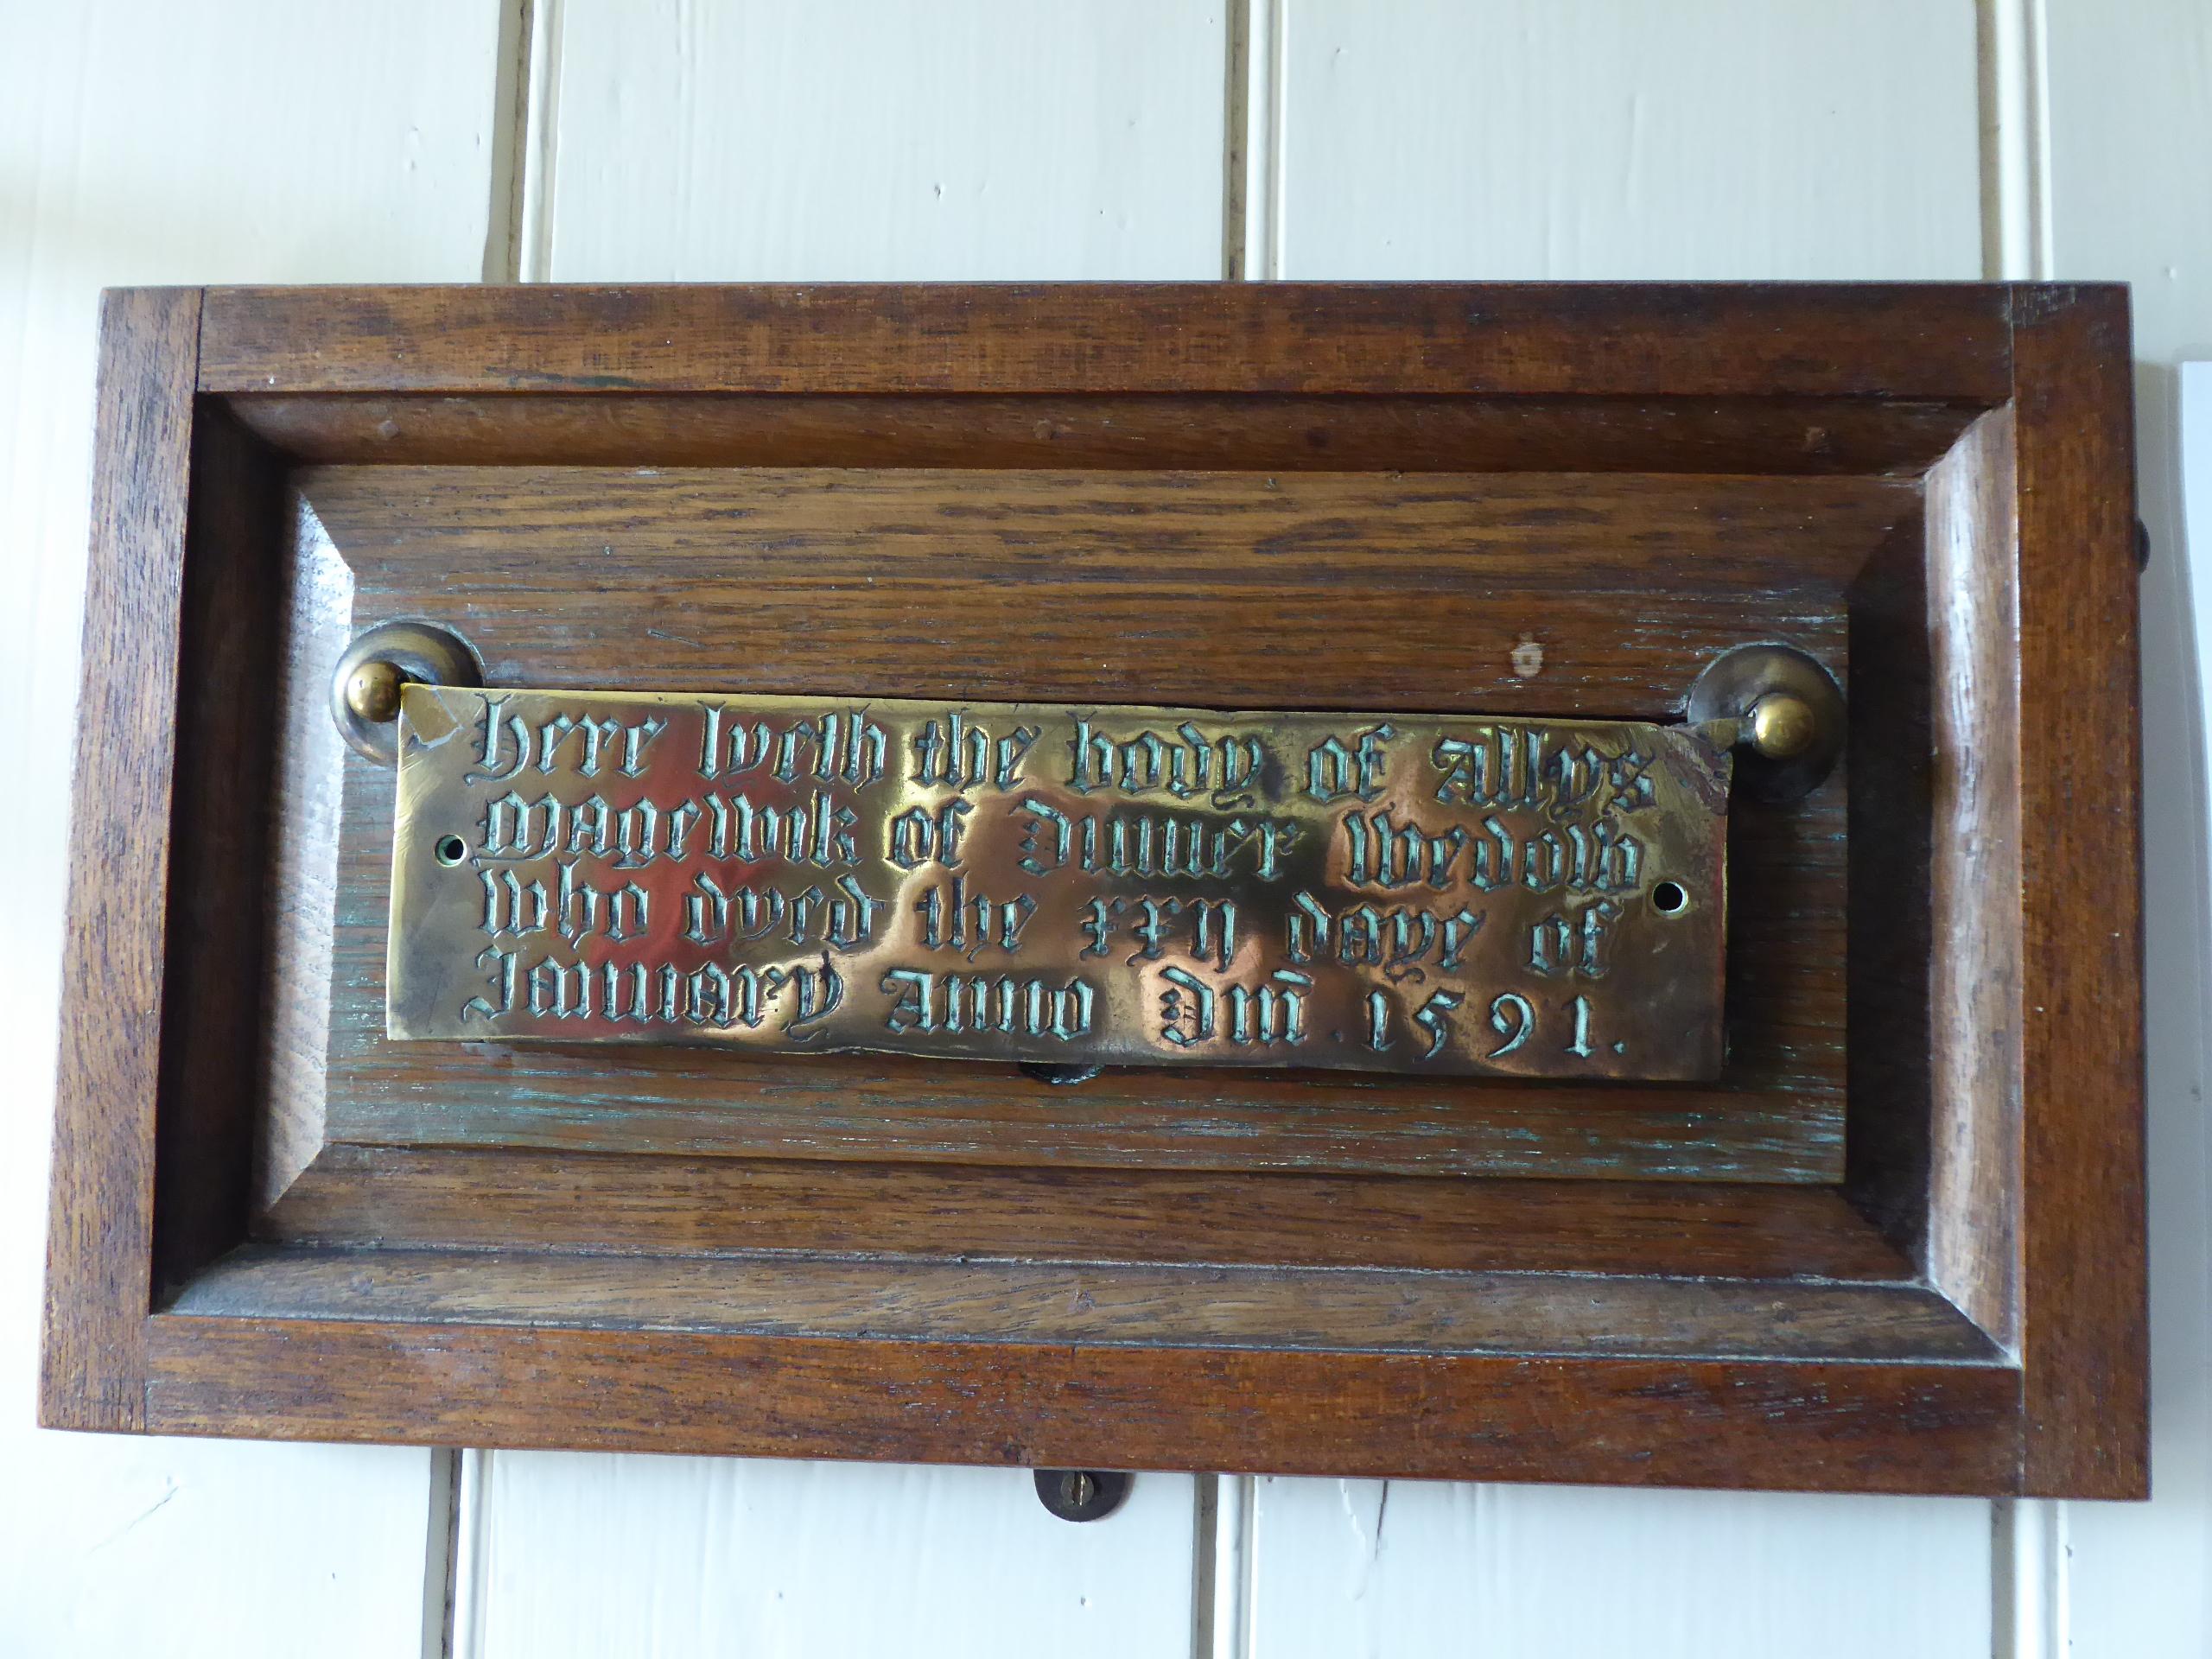 here lyeth the body of Allys
Magewik of Dinner wedow
who dyed the xxij daye of
January Anno Dm̄ . 1591.